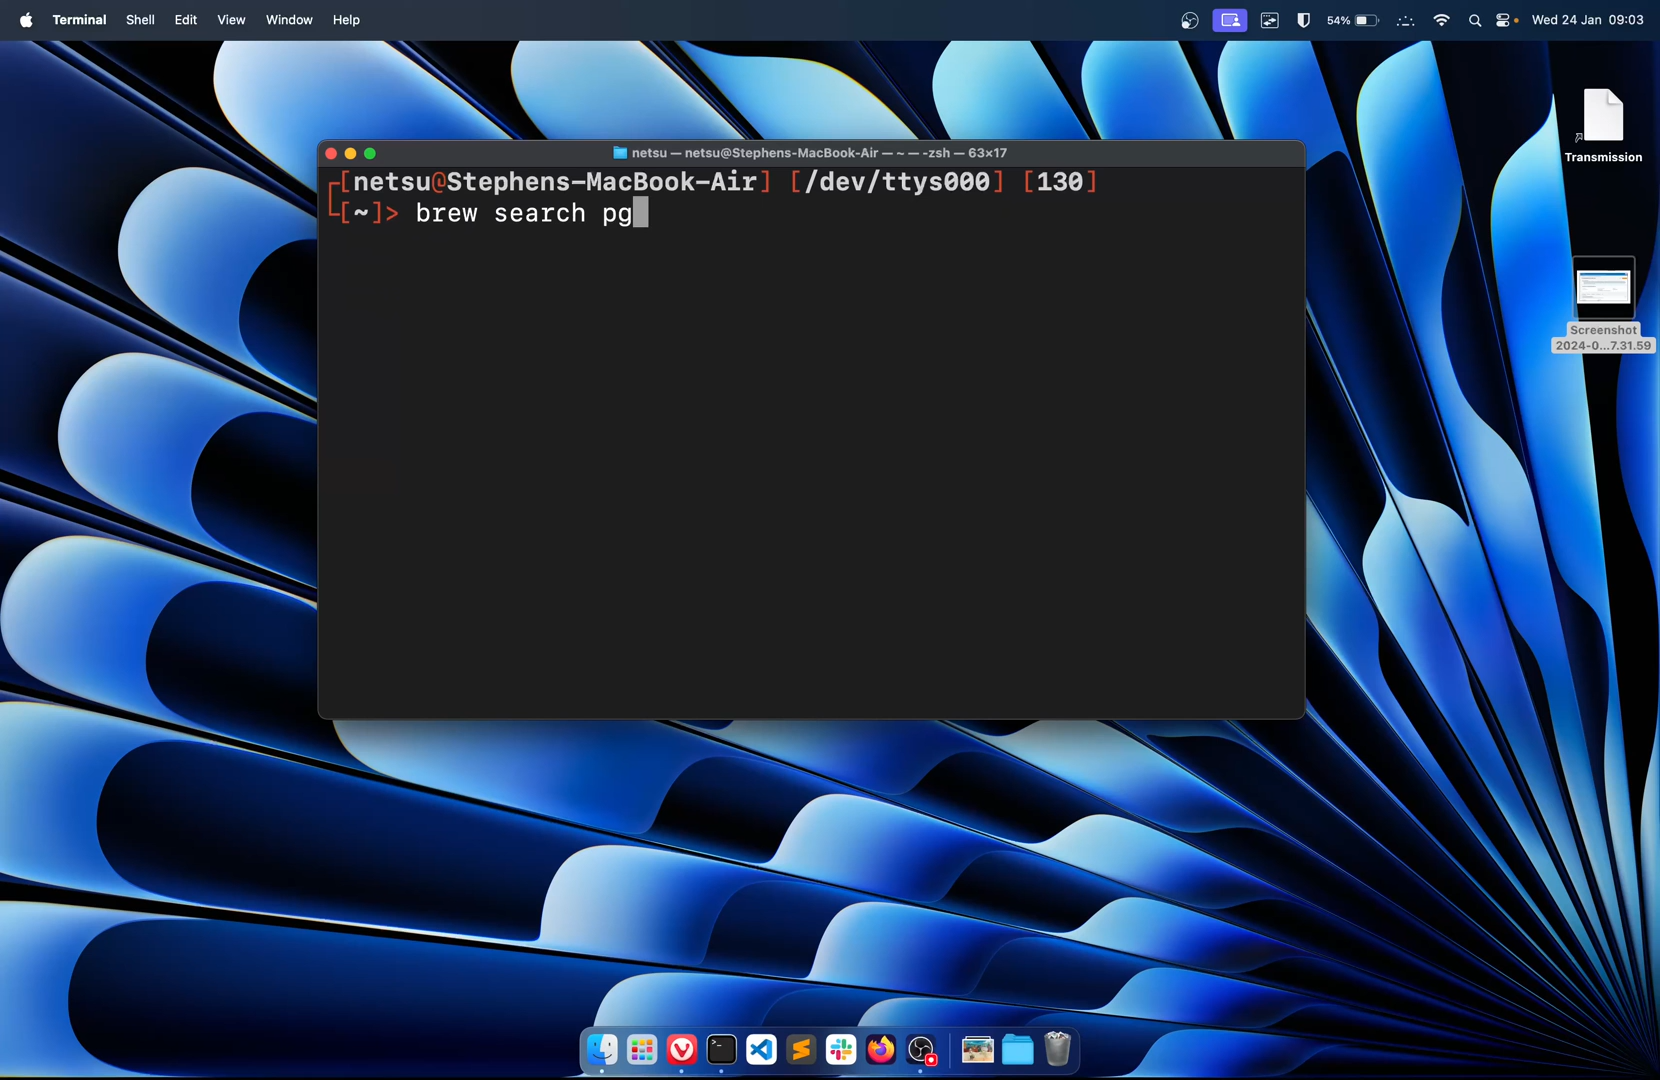 Terminal Shell Edit View Window Help 54% Wed 24 Jan 09:03
netsu — netsu@Stephens-MacBook-Air — ~ — -zsh — 63×17
┌[netsu@Stephens-MacBook-Air] [/dev/ttys000] [130]
└[~]> brew search pg
Transmission
Screenshot
2024-0...7.31.59